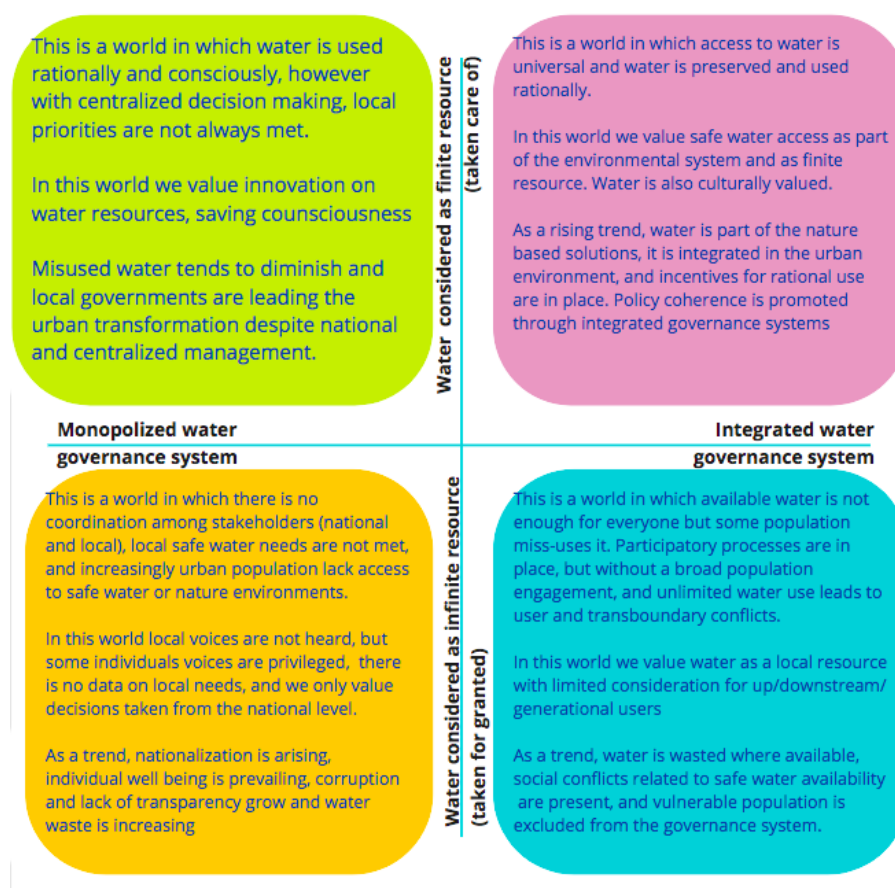 This is a world in which water is used
rationally and consciously, however
with centralized decision making, local
priorities are not always met.
In this world we value innovation on
water resources, saving counsciousness
Misused water tends to diminish and
local governments are leading the
urban transformation despite national
and centralized management.
Water considered as finite resource
(taken care of)
This is a world in which access to water is
universal and water is preserved and used
rationally.
In this world we value safe water access as part
of the environmental system and as finite
resource. Water is also culturally valued.
As a rising trend, water is part of the nature
based solutions, it is integrated in the urban
environment, and incentives for rational use
are in place. Policy coherence is promoted
through integrated governance systems
Monopolized water
governance system
Integrated water
governance system
This is a world in which there is no
coordination among stakeholders (national
and local), local safe water needs are not met,
and increasingly urban population lack access
to safe water or nature environments.
In this world local voices are not heard, but
some individuals voices are privileged, there
is no data on local needs, and we only value
decisions taken from the national level.
As a trend, nationalization is arising,
individual well being is prevailing, corruption
and lack of transparency grow and water
waste is increasing
Water considered as infinite resource
(taken for granted)
This is a world in which available water is not
enough for everyone but some population
miss-uses it. Participatory processes are in
place, but without a broad population
engagement, and unlimited water use leads to
user and transboundary conflicts.
In this world we value water as a local resource
with limited consideration for up/downstream/
generational users
As a trend, water is wasted where available,
social conflicts related to safe water availability
are present, and vulnerable population is
excluded from the governance system.